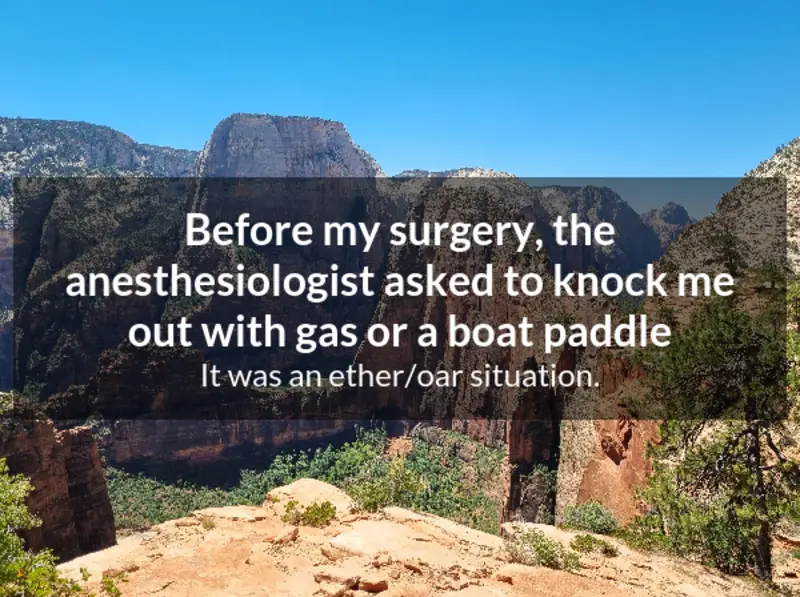 Before my surgery, the
anesthesiologist asked to knock me
out with gas or a boat paddle
It was an ether/oar situation.